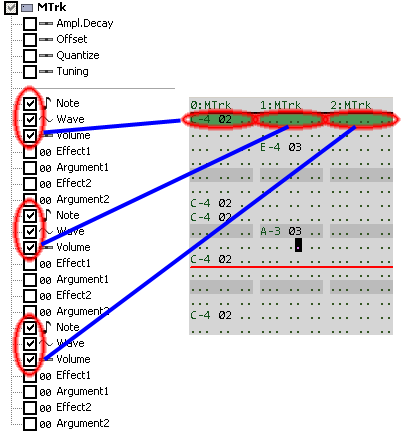 MTrk
Ampl.Decay
Offset
Quantize
Tuning
Note
Wave
Volume
00 Effect1
00 Argument1
00 Effect2
00 Argument2
Note
Wave
Volume
00 Effect1
00 Argument1
00 Effect2
00 Argument2
Note
Wave
Volume
00 Effect1
00 Argument1
00 Effect2
00 Argument2
0:MTrk 1:MTrk 2:MTrk
C-4 02
E-4 03
C-4 02
C-4 02
A-3 03
C-4 02
C-4 02